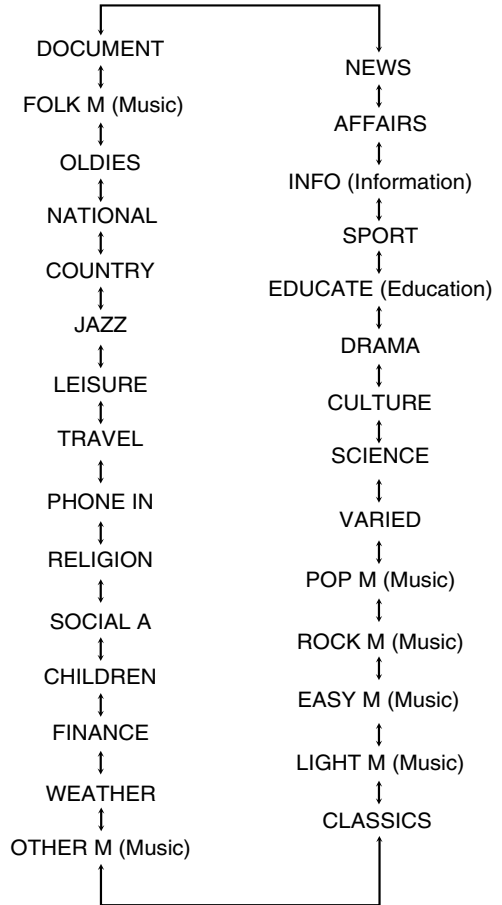 DOCUMENT
FOLK M (Music)
OLDIES
NATIONAL
COUNTRY
JAZZ
LEISURE
TRAVEL
PHONE IN
RELIGION
SOCIAL A
CHILDREN
FINANCE
WEATHER
OTHER M (Music)
NEWS
AFFAIRS
INFO (Information)
SPORT
EDUCATE (Education)
DRAMA
CULTURE
SCIENCE
VARIED
POP M (Music)
ROCK M (Music)
EASY M (Music)
LIGHT M (Music)
CLASSICS